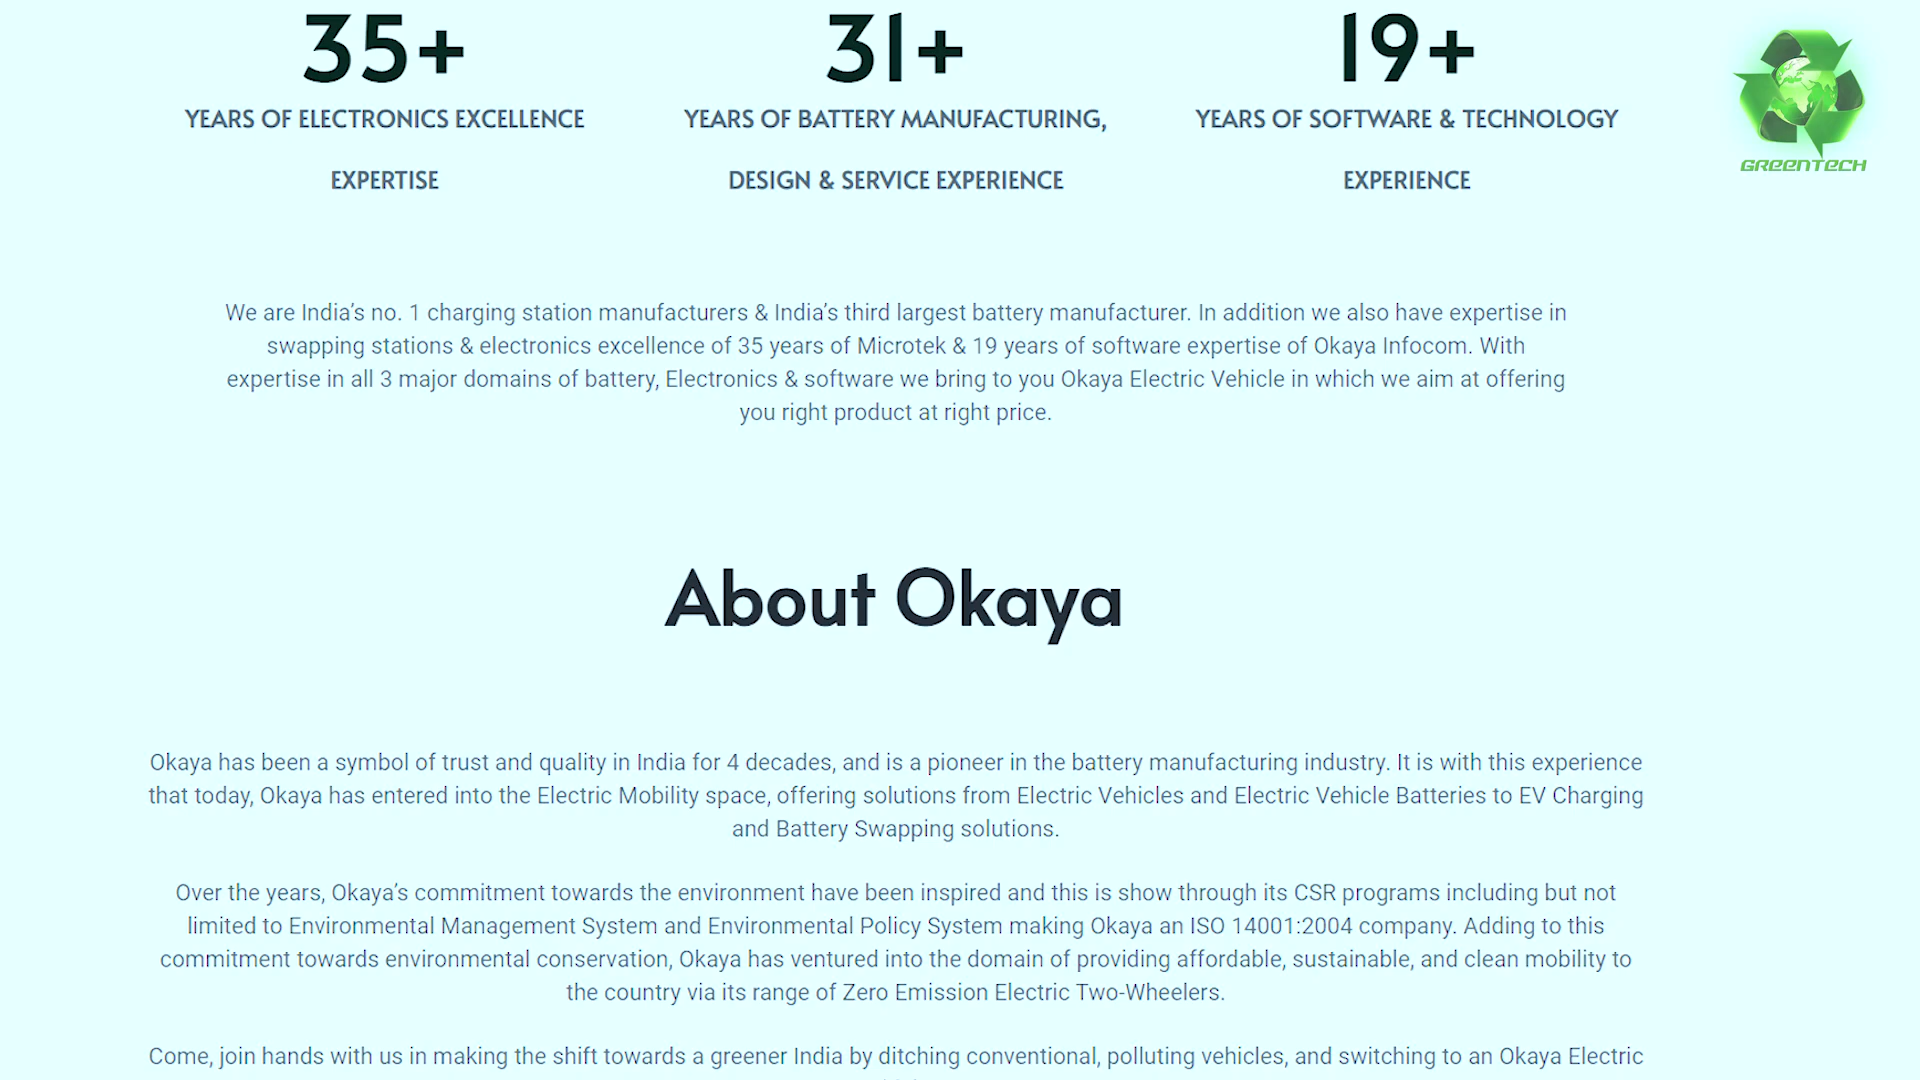 35+
YEARS OF ELECTRONICS EXCELLENCE
EXPERTISE
31+
YEARS OF BATTERY MANUFACTURING,
DESIGN & SERVICE EXPERIENCE
19+
YEARS OF SOFTWARE & TECHNOLOGY
EXPERIENCE
GREENTECH
We are India’s no. 1 charging station manufacturers & India’s third largest battery manufacturer. In addition we also have expertise in
swapping stations & electronics excellence of 35 years of Microtek & 19 years of software expertise of Okaya Infocom. With
expertise in all 3 major domains of battery, Electronics & software we bring to you Okaya Electric Vehicle in which we aim at offering
you right product at right price.
About Okaya
Okaya has been a symbol of trust and quality in India for 4 decades, and is a pioneer in the battery manufacturing industry. It is with this experience
that today, Okaya has entered into the Electric Mobility space, offering solutions from Electric Vehicles and Electric Vehicle Batteries to EV Charging
and Battery Swapping solutions.
Over the years, Okaya’s commitment towards the environment have been inspired and this is show through its CSR programs including but not
limited to Environmental Management System and Environmental Policy System making Okaya an ISO 14001:2004 company. Adding to this
commitment towards environmental conservation, Okaya has ventured into the domain of providing affordable, sustainable, and clean mobility to
the country via its range of Zero Emission Electric Two-Wheelers.
Come, join hands with us in making the shift towards a greener India by ditching conventional, polluting vehicles, and switching to an Okaya Electric